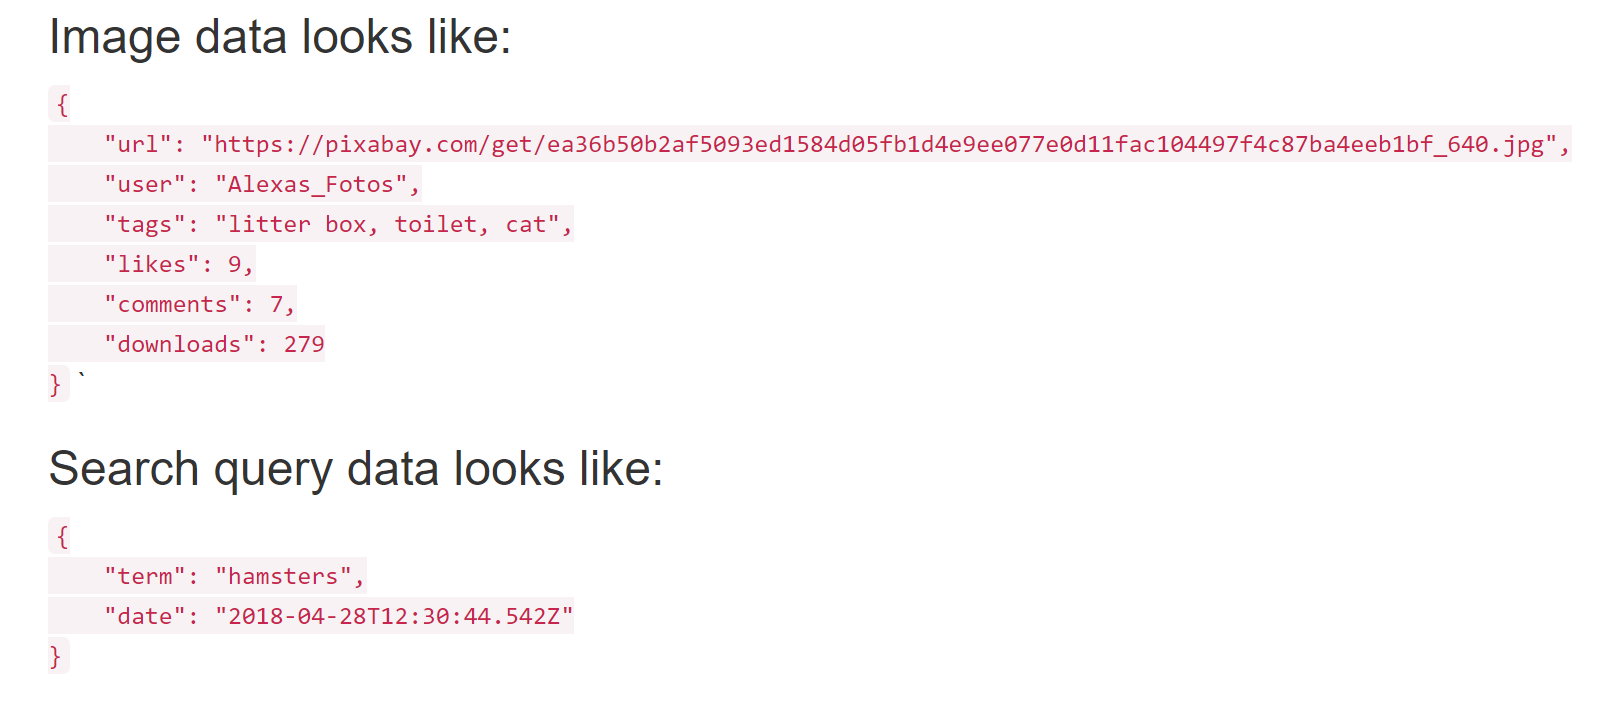 Image data looks like:
{
    "url": "https://pixabay.com/get/ea36b50b2af5093ed1584d05fb1d4e9ee077e0d11fac104497f4c87ba4eeb1bf_640.jpg",
    "user": "Alexas_Fotos",
    "tags": "litter box, toilet, cat",
    "likes": 9,
    "comments": 7,
    "downloads": 279
} `
Search query data looks like:
{
    "term": "hamsters",
    "date": "2018-04-28T12:30:44.542Z"
}